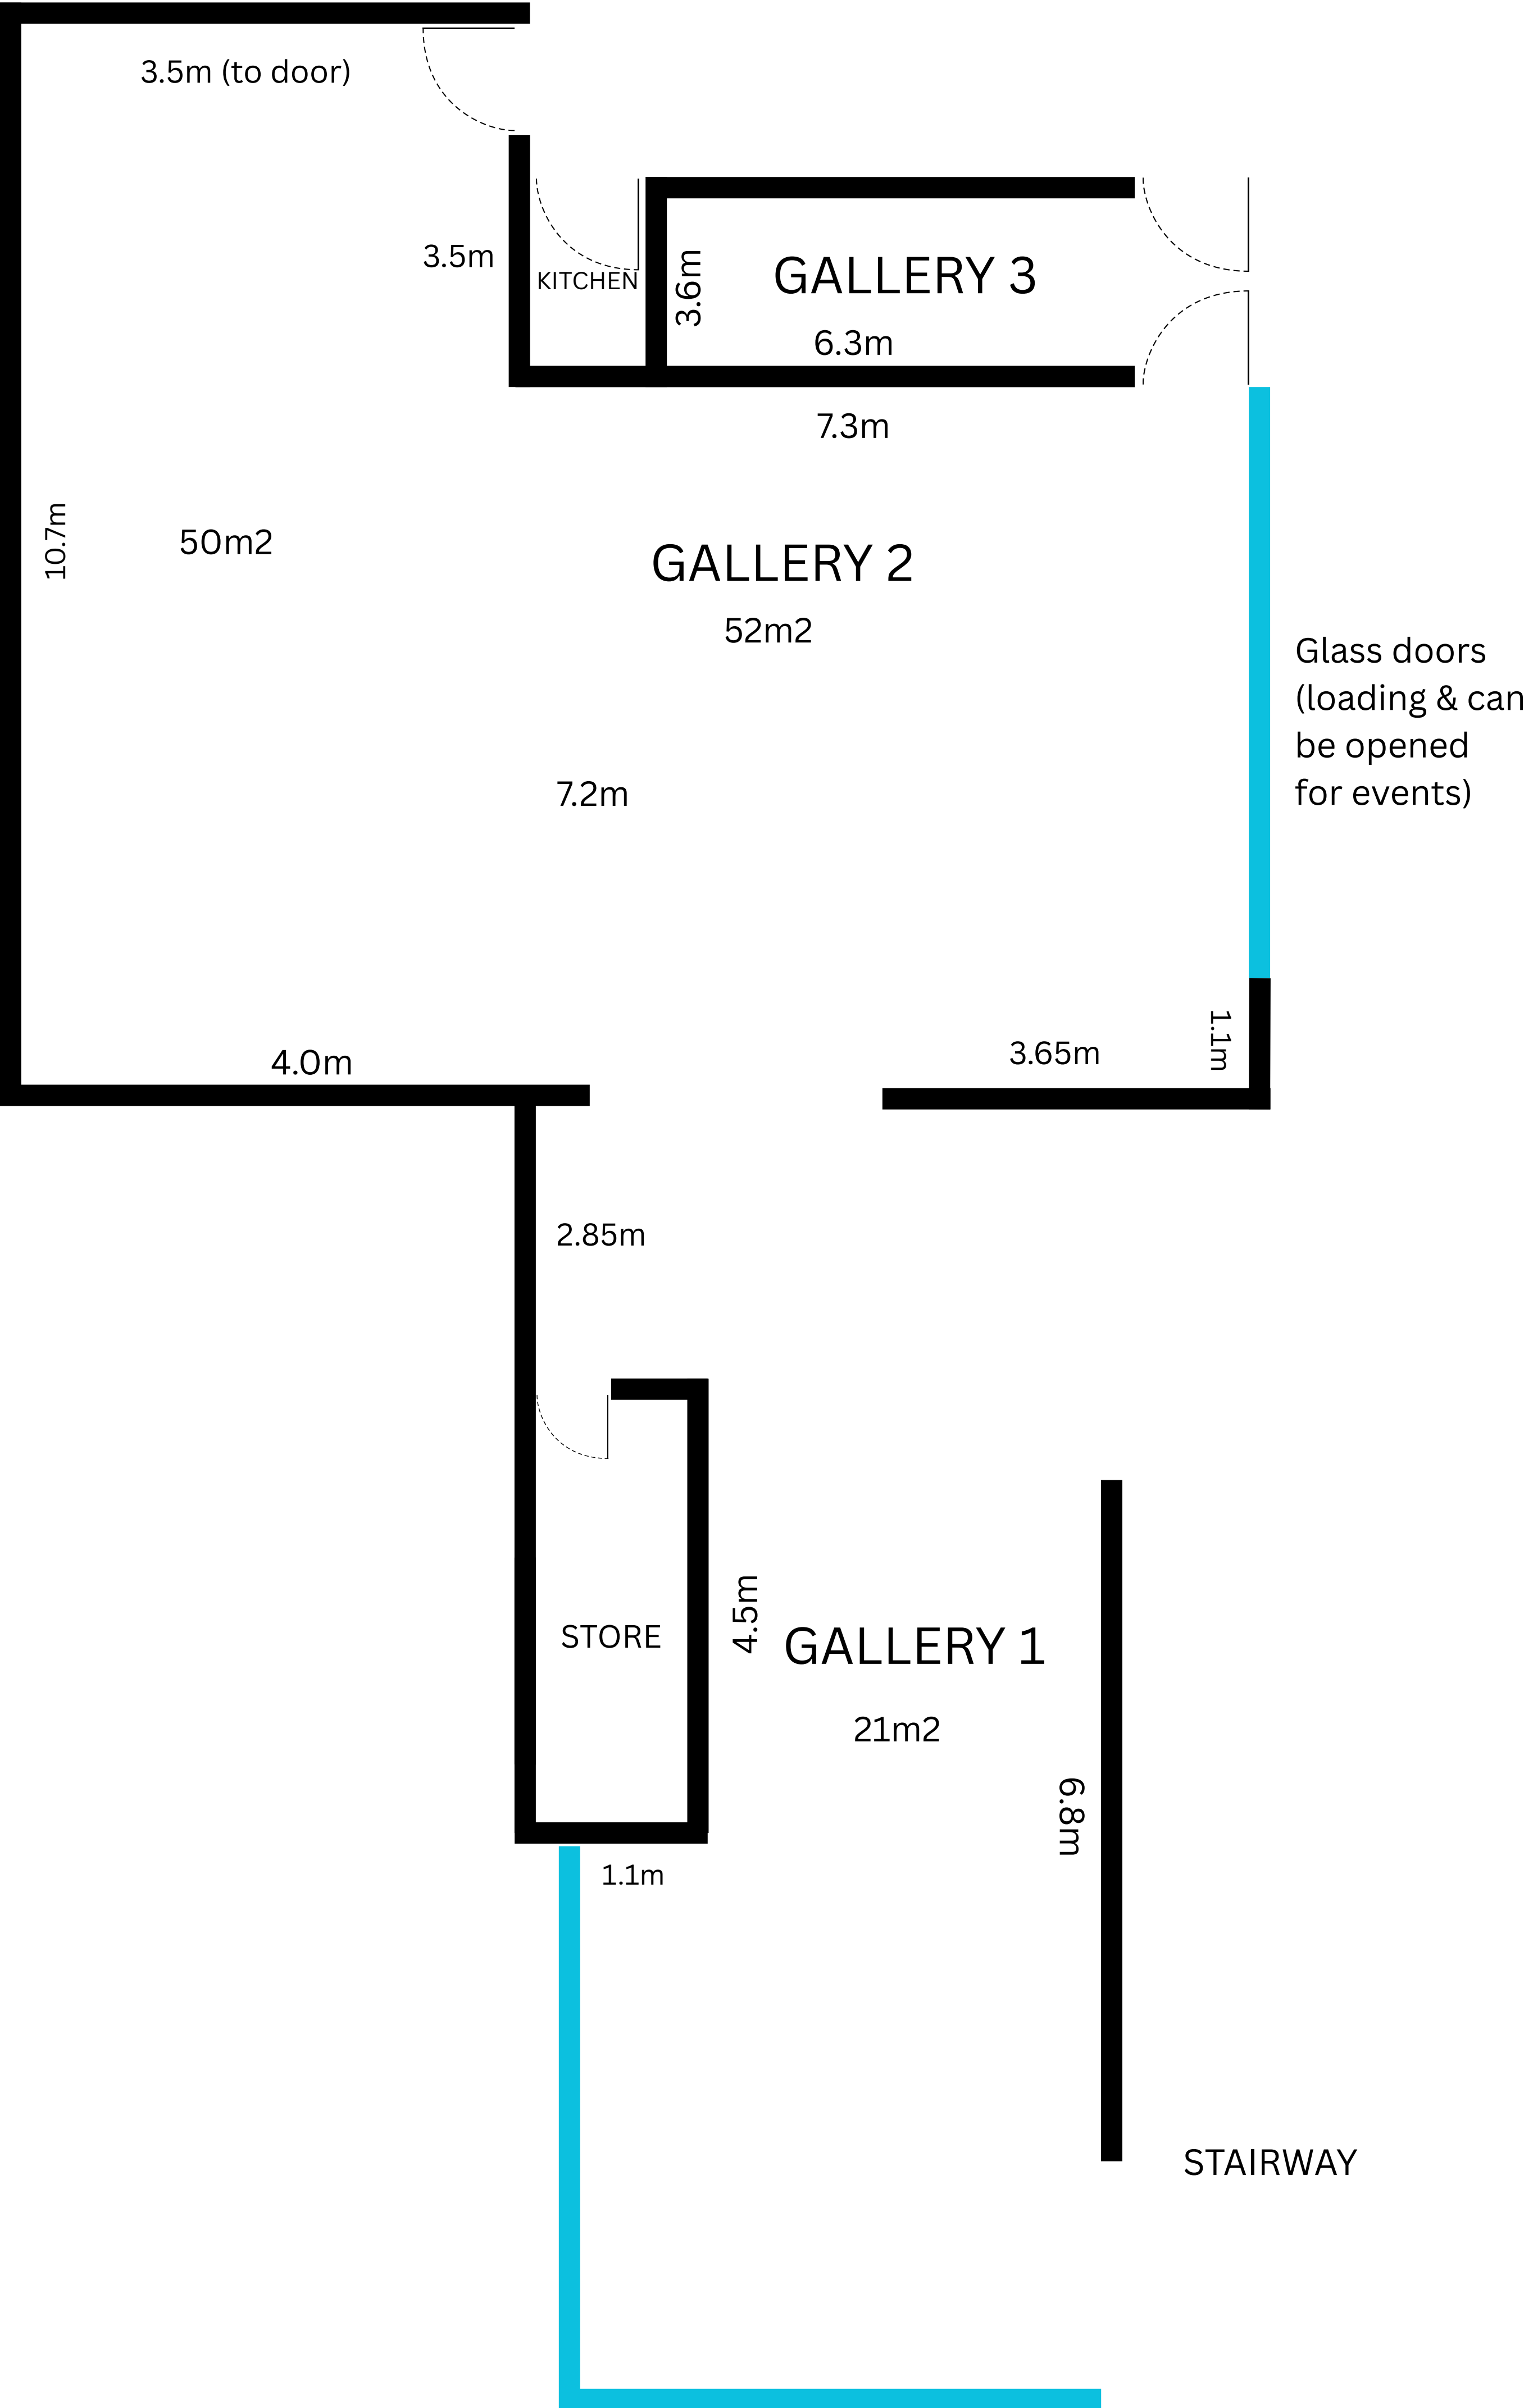 3.5m (to door)
3.5m
KITCHEN
3.6m
GALLERY 3
6.3m
7.3m
10.7m
50m2
GALLERY 2
52m2
Glass doors
(loading & can
be opened
for events)
7.2m
4.0m
3.65m
1.1m
2.85m
STORE
4.5m
GALLERY 1
21m2
6.8m
1.1m
STAIRWAY